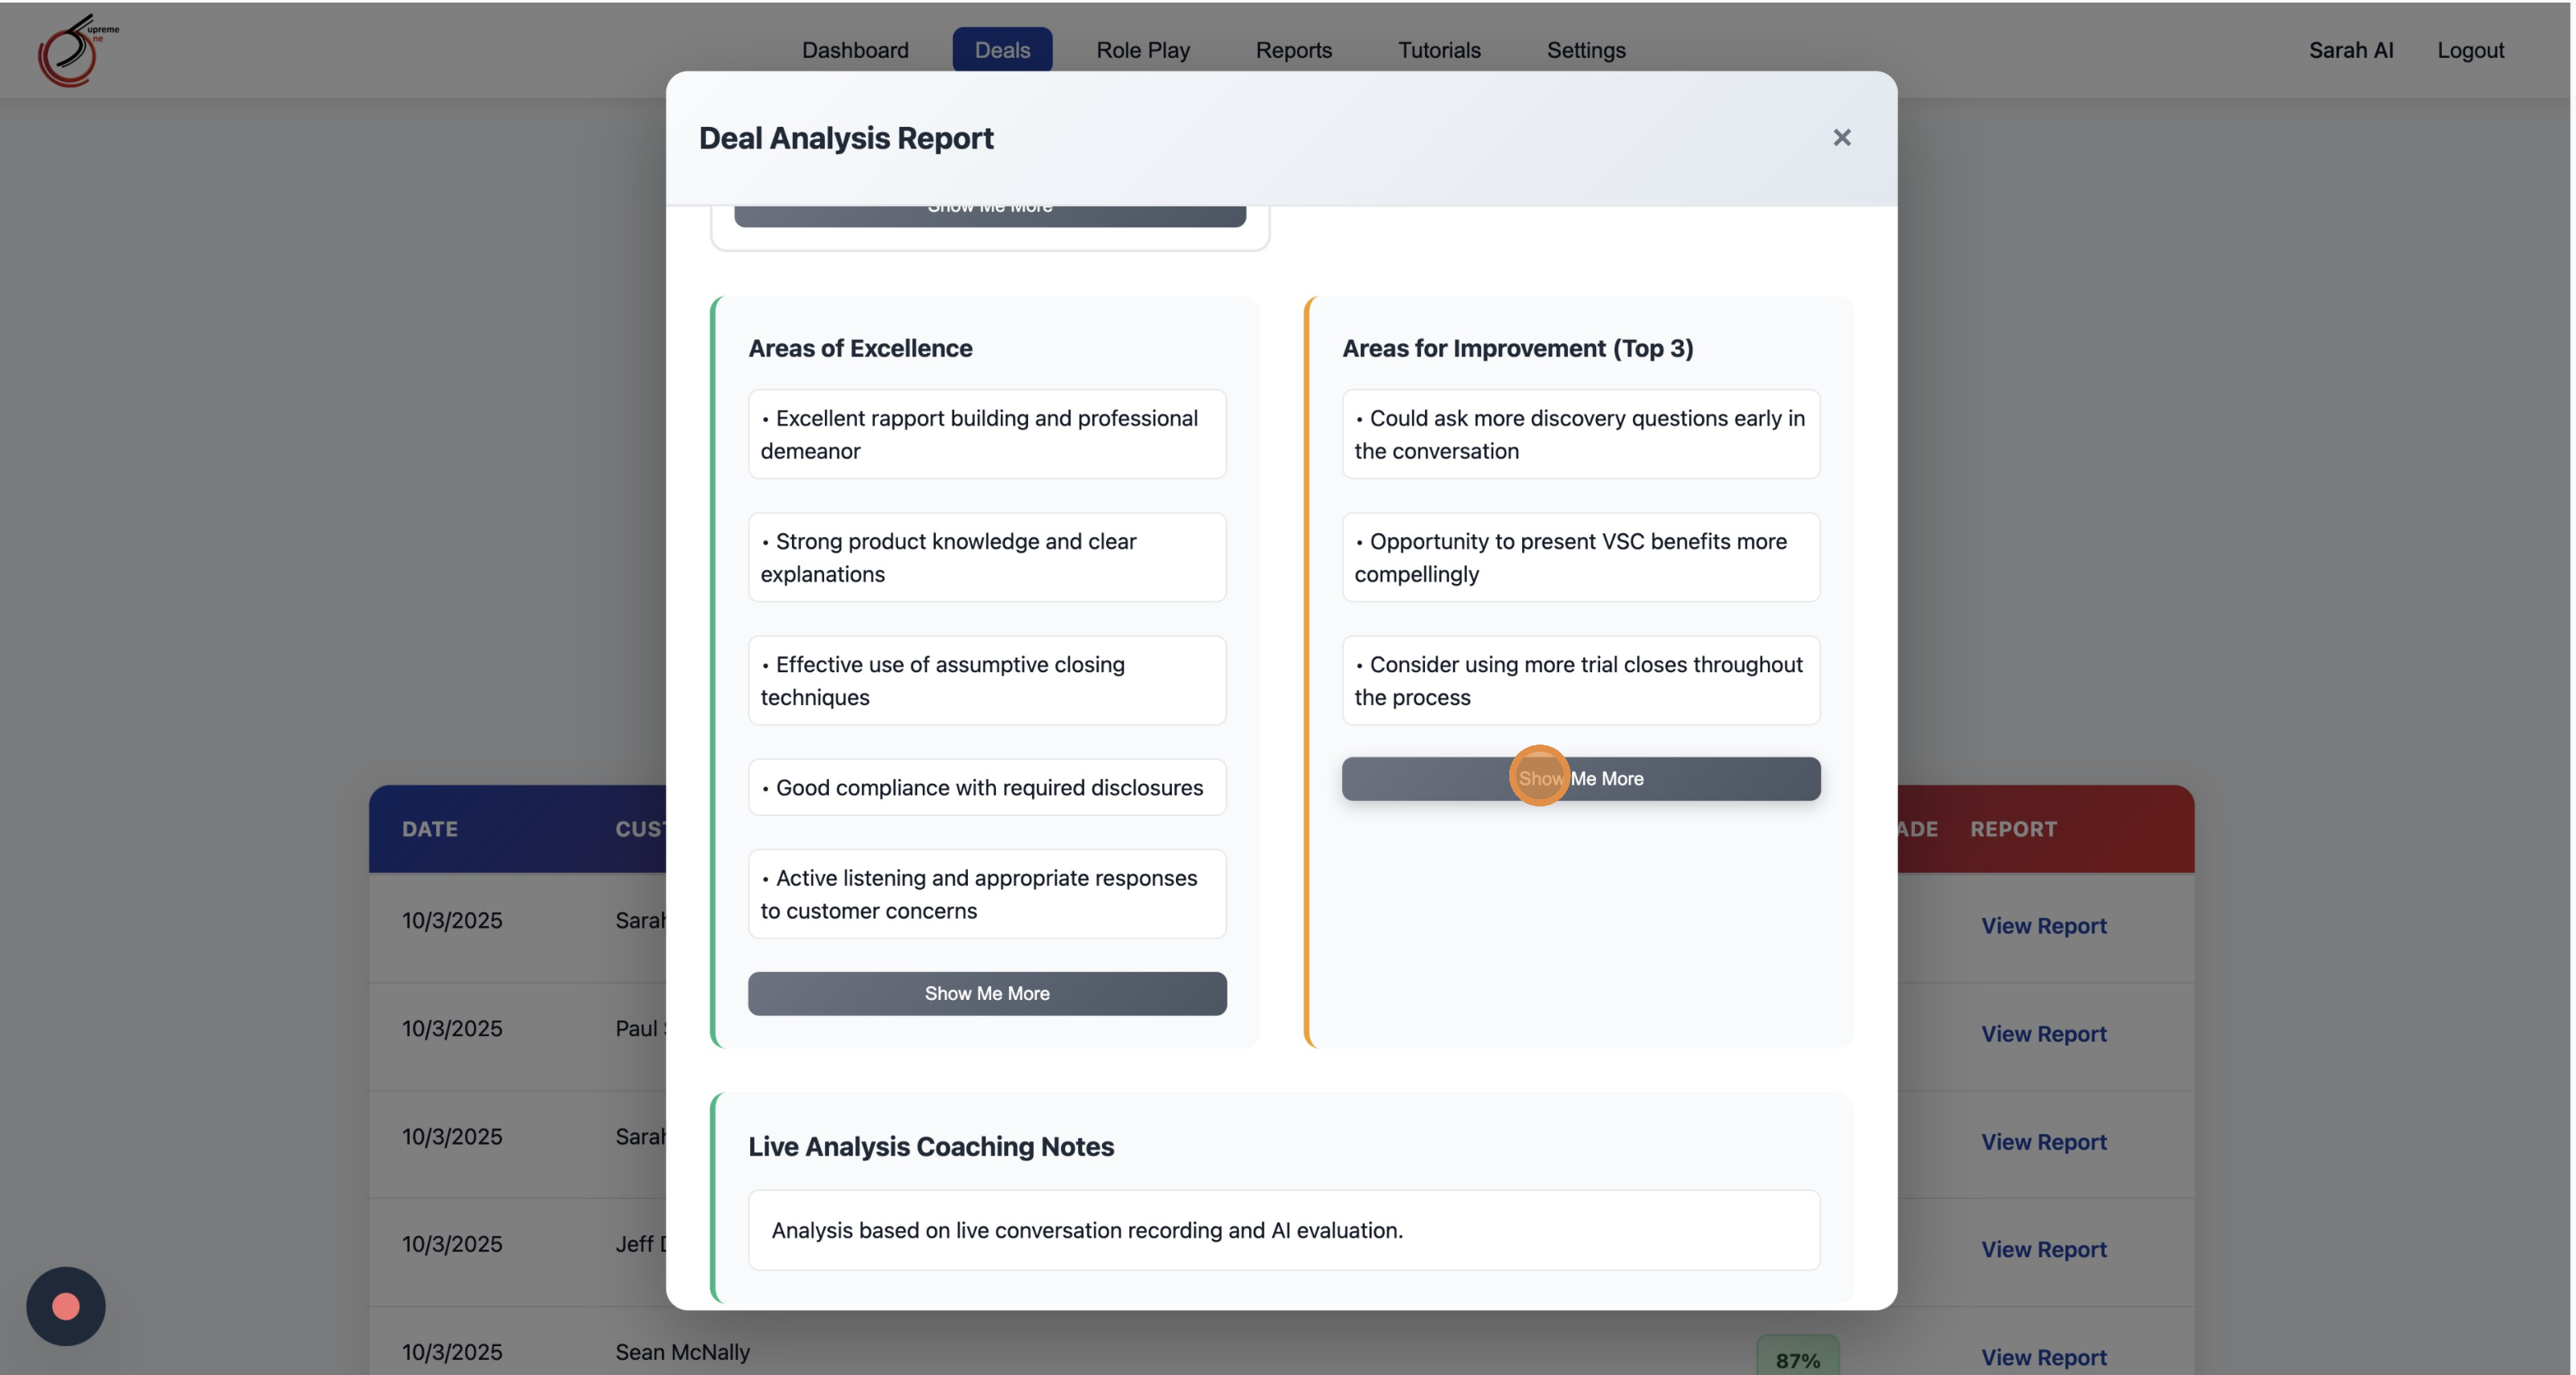 upreme
ne
Dashboard
Deals
Role Play
Reports
Tutorials
Settings
Sarah AI
Logout
Deal Analysis Report
×
Show Me More
Areas of Excellence
• Excellent rapport building and professional
demeanor
• Strong product knowledge and clear
explanations
• Effective use of assumptive closing
techniques
• Good compliance with required disclosures
• Active listening and appropriate responses
to customer concerns
Show Me More
Areas for Improvement (Top 3)
• Could ask more discovery questions early in
the conversation
• Opportunity to present VSC benefits more
compellingly
• Consider using more trial closes throughout
the process
Show Me More
Live Analysis Coaching Notes
Analysis based on live conversation recording and AI evaluation.
DATE
CUST
ADE
REPORT
10/3/2025
Sarah
View Report
10/3/2025
Paul
View Report
10/3/2025
Sarah
View Report
10/3/2025
Jeff
View Report
10/3/2025
Sean McNally
87%
View Report